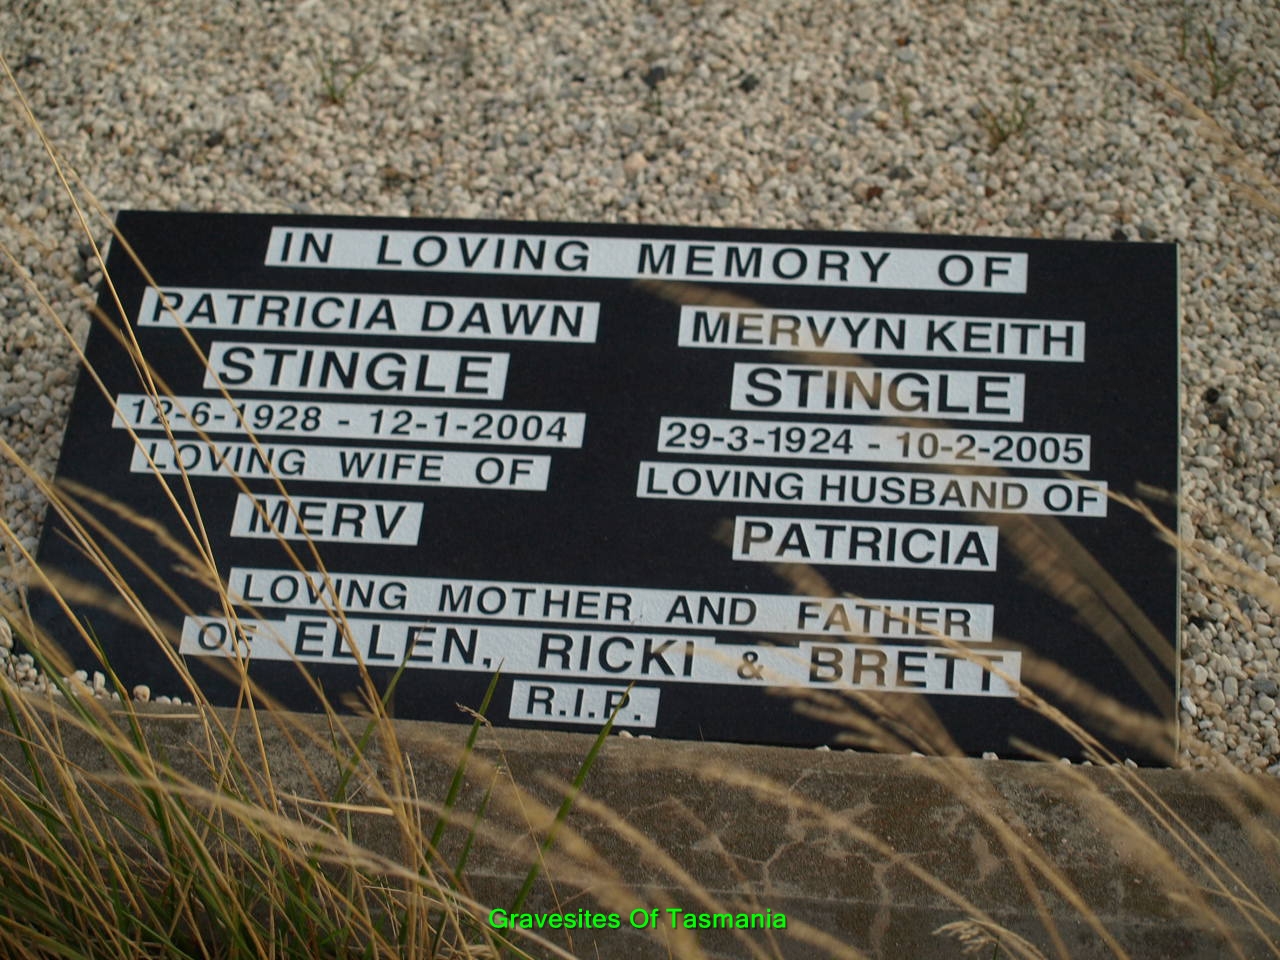 IN LOVING MEMORY OF
PATRICIA DAWN
STINGLE
12-6-1928 - 12-1-2004
LOVING WIFE OF
MERV
MERVYN KEITH
STINGLE
29-3-1924 - 10-2-2005
LOVING HUSBAND OF
PATRICIA
LOVING MOTHER AND FATHER
OF ELLEN, RICKI & BRETT
R.I.P.
Gravesites Of Tasmania